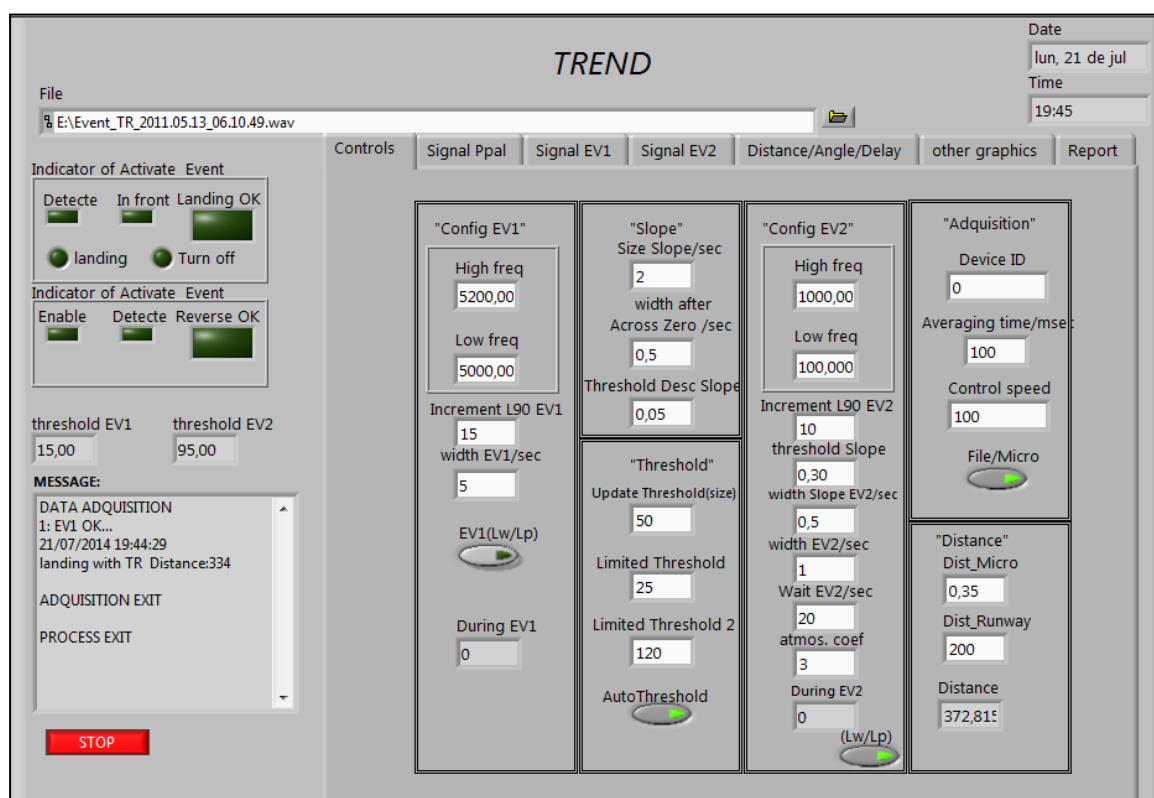 TREND
Date
lun, 21 de jul
Time
19:45
File
E:\Event_TR_2011.05.13_06.10.49.wav
Controls
Signal Ppal
Signal EV1
Signal EV2
Distance/Angle/Delay
other graphics
Report
Indicator of Activate Event
Detecte
In front
Landing OK
landing
Turn off
Indicator of Activate Event
Enable
Detecte
Reverse OK
threshold EV1
15,00
threshold EV2
95,00
MESSAGE:
DATA ADQUISITION
1: EV1 OK...
21/07/2014 19:44:29
landing with TR Distance:334
ADQUISITION EXIT
PROCESS EXIT
STOP
"Config EV1"
High freq
5200,00
Low freq
5000,00
Increment L90 EV1
15
width EV1/sec
5
EV1(Lw/Lp)
During EV1
0
"Slope"
Size Slope/sec
2
width after
Across Zero /sec
0,5
Threshold Desc Slope
0,05
"Threshold"
Update Threshold(size)
50
Limited Threshold
25
Limited Threshold 2
120
AutoThreshold
"Config EV2"
High freq
1000,00
Low freq
100,000
Increment L90 EV2
10
threshold Slope
0,30
width Slope EV2/sec
0,5
width EV2/sec
1
Wait EV2/sec
20
atmos. coef
3
During EV2
0
(Lw/Lp)
"Adquisition"
Device ID
0
Averaging time/msec
100
Control speed
100
File/Micro
"Distance"
Dist_Micro
0,35
Dist_Runway
200
Distance
372,815